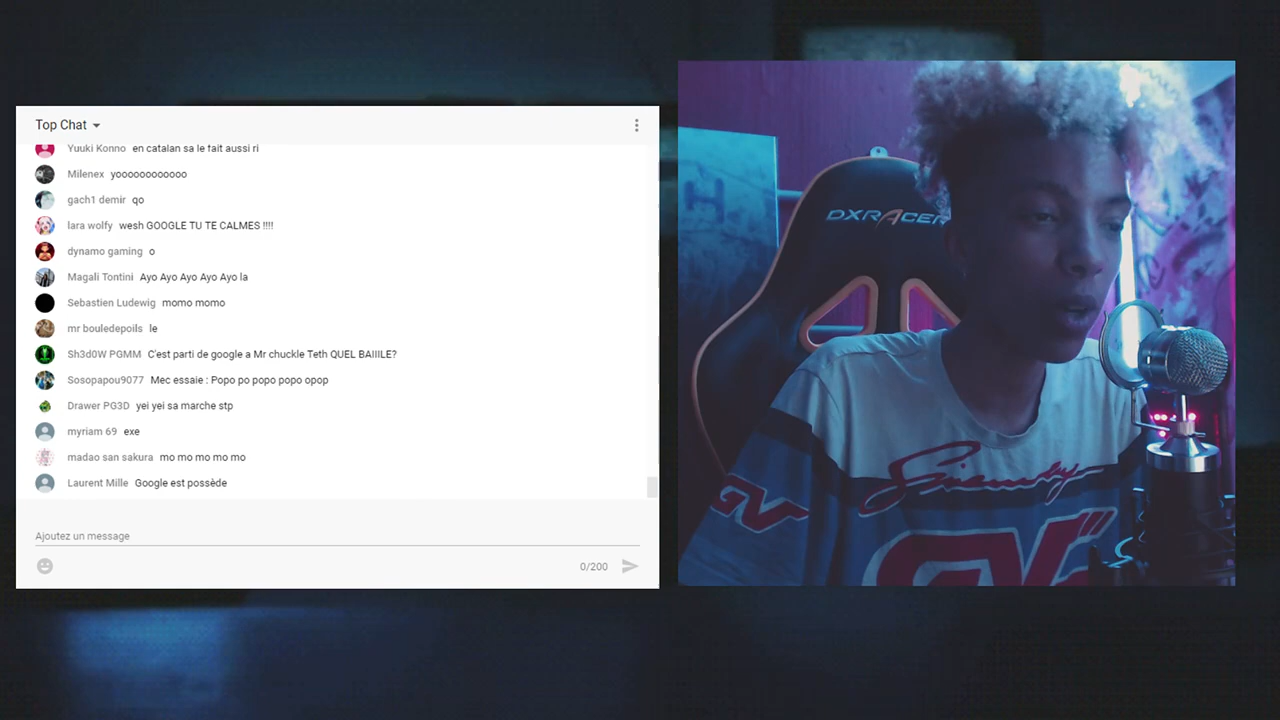 Top Chat
Yuuki Konno en catalan sa le fait aussi ri
Milenex yoooooooooooo
gach1 demir qo
lara wolfy wesh GOOGLE TU TE CALMES !!!!
dynamo gaming o
Magali Tontini Ayo Ayo Ayo Ayo Ayo la
Sebastien Ludewig momo momo
mr bouledepoils le
Sh3d0W PGMM C'est parti de google a Mr chuckle Teth QUEL BAIIILE?
Sosopapou9077 Mec essaie : Popo po popo popo opop
Drawer PG3D yei yei sa marche stp
myriam 69 exe
madao san sakura mo mo mo mo mo
Laurent Mille Google est possède
Ajoutez un message
0/200
DXRACER